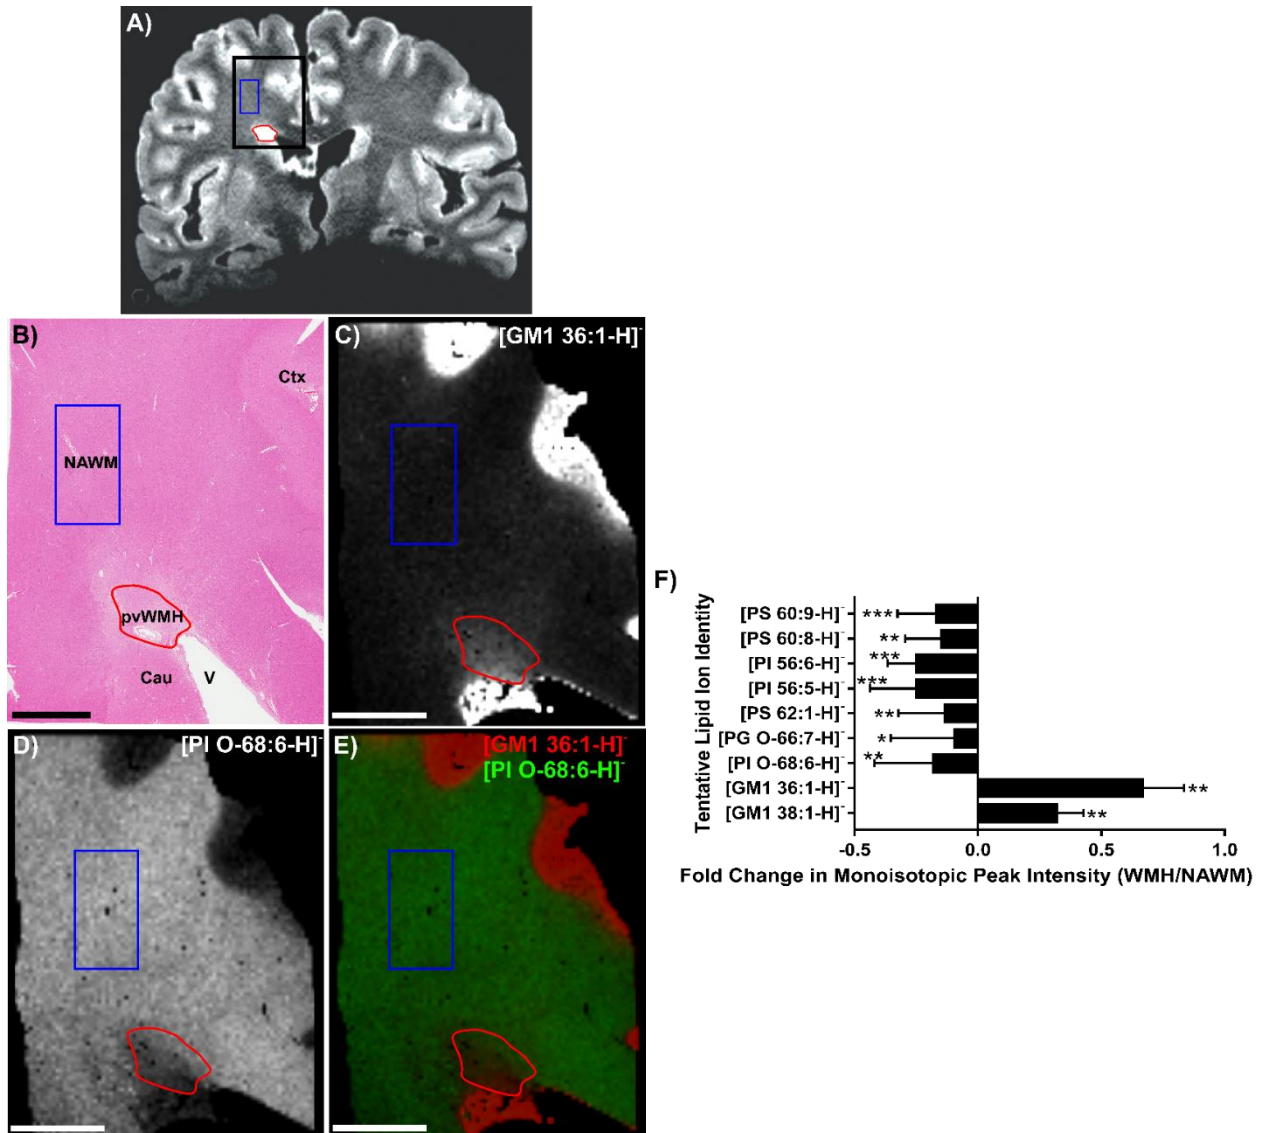 A)
B)
Ctx
NAWM
pvWMH
Cau
V
C)
[GM1 36:1-H]⁻
D)
[PI O-68:6-H]⁻
E)
[GM1 36:1-H]⁻
[PI O-68:6-H]⁻
F)
Tentative Lipid Ion Identity
[PS 60:9-H]⁻ ***
[PS 60:8-H]⁻ **
[PI 56:6-H]⁻ ***
[PI 56:5-H]⁻ ***
[PS 62:1-H]⁻ **
[PG O-66:7-H]⁻ *
[PI O-68:6-H]⁻ **
[GM1 36:1-H]⁻ **
[GM1 38:1-H]⁻ **
-0.5 0.0 0.5 1.0
Fold Change in Monoisotopic Peak Intensity (WMH/NAWM)